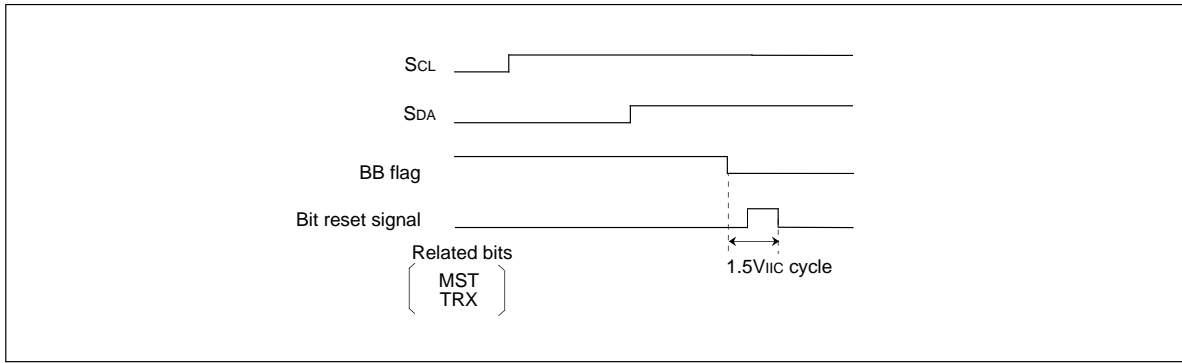 SCL
SDA
BB flag
Bit reset signal
Related bits
MST
TRX
1.5VIIC cycle